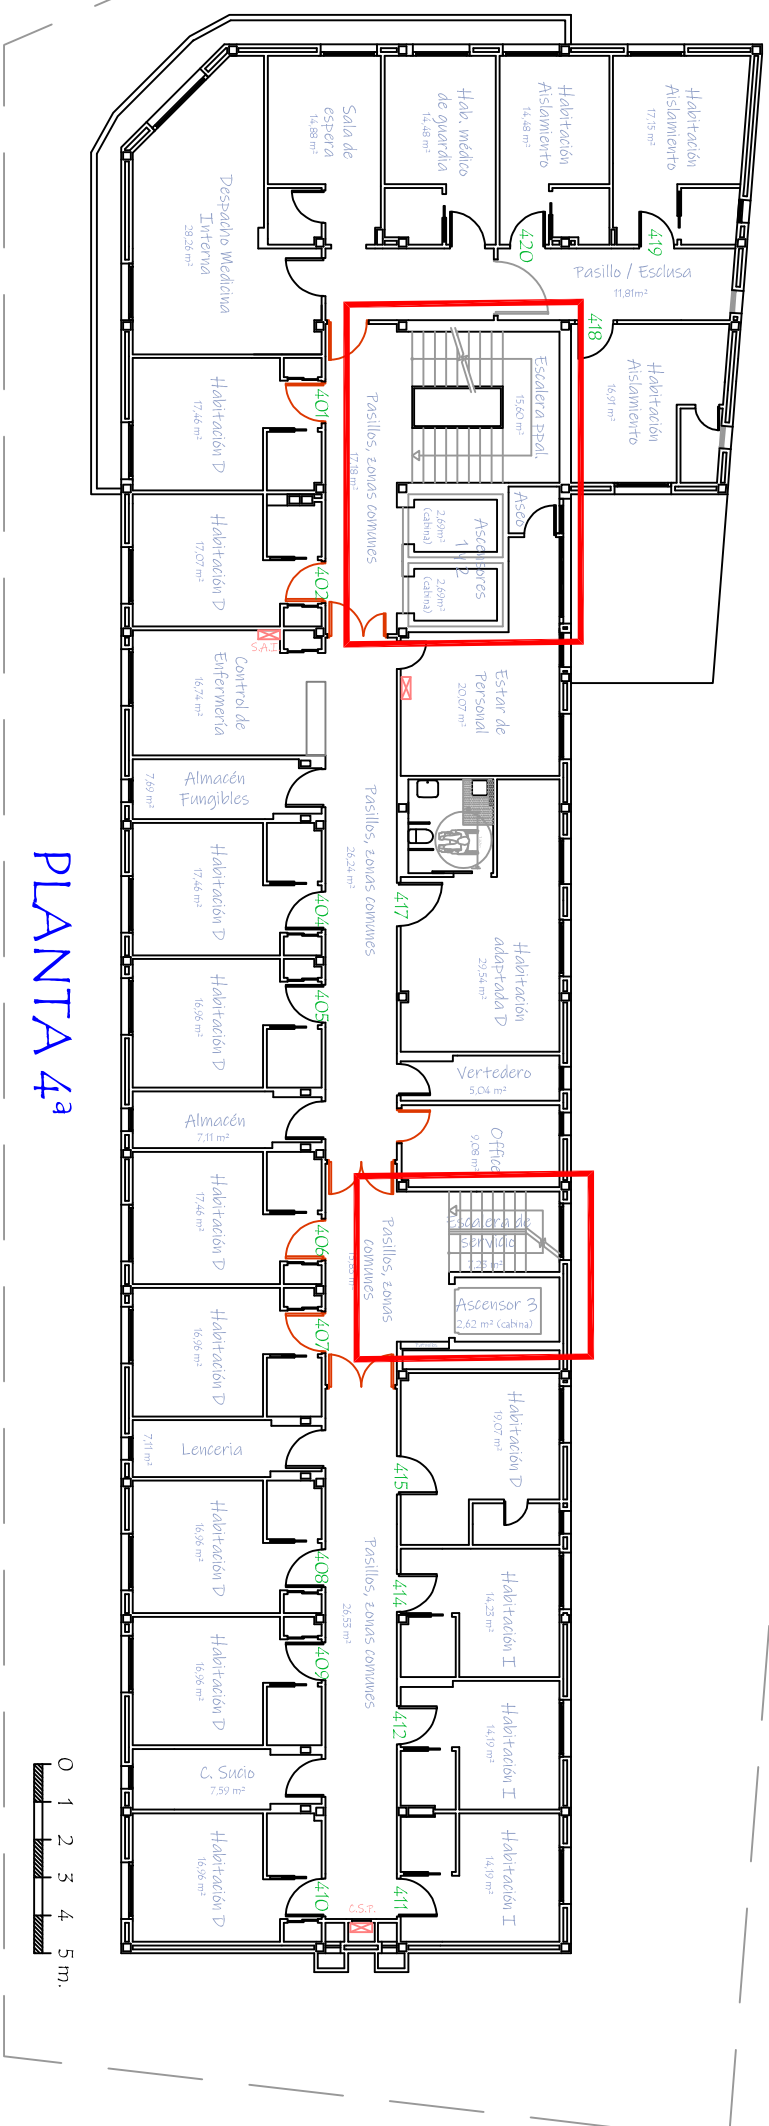 Sala de
espera
14,88 m²
Hab. médico
de guardia
14,48 m²
Habitación
Aislamiento
14,48 m²
Habitación
Aislamiento
17,15 m²
Despacho Medicina
Interna
28,26 m²
420
419
Pasillo / Esclusa
11,81m²
418
Habitación
Aislamiento
16,91 m²
Escalera ppal.
15,60 m²
Pasillos, zonas comunes
17,18 m²
Habitación D
17,46 m²
401
Aseo
Ascensores
1 y 2
2,69m²
(cabina)
2,69m²
(cabina)
Habitación D
17,07 m²
402
S.A.I.
Control de
Enfermería
16,74 m²
Estar de
Personal
20,07 m²
Almacén
Fungibles
7,69 m²
Pasillos, zonas comunes
26,24 m²
Habitación D
17,46 m²
404
417
Habitación
adaptada D
29,54 m²
Habitación D
16,96 m²
405
Vertedero
5,04 m²
Almacén
7,11 m²
Office
9,08 m²
PLANTA 4ª
Habitación D
17,46 m²
406
Escalera de
servicio
7,23 m²
Pasillos, zonas
comunes
Ascensor 3
2,62 m² (cabina)
Habitación D
16,96 m²
407
Lencería
7,11 m²
Habitación D
19,07 m²
415
Habitación D
16,96 m²
408
Pasillos, zonas comunes
26,53 m²
414
Habitación I
14,23 m²
Habitación D
16,96 m²
409
412
Habitación I
14,19 m²
C. Sucio
7,59 m²
Habitación D
16,96 m²
410
411
Habitación I
14,19 m²
C.S.P.
0 1 2 3 4 5 m.